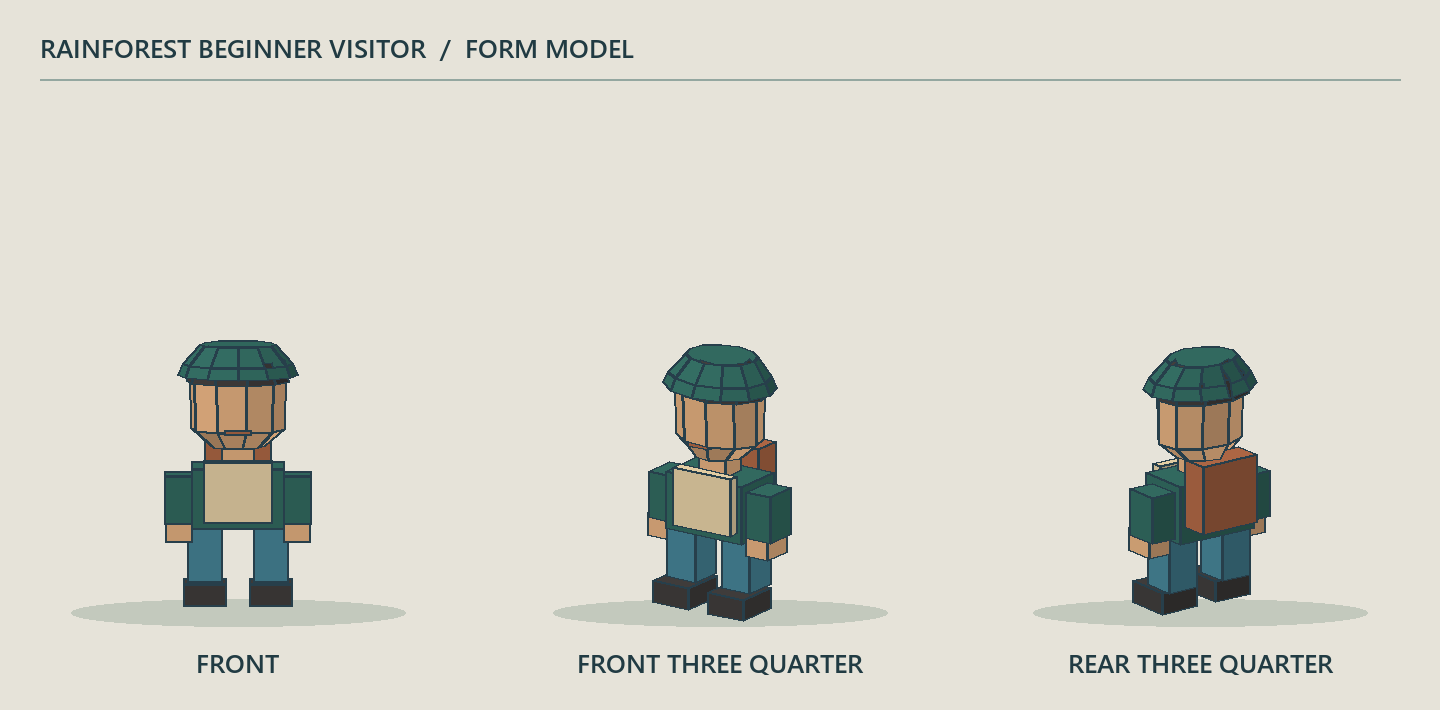 RAINFOREST BEGINNER VISITOR / FORM MODEL
FRONT
FRONT THREE QUARTER
REAR THREE QUARTER